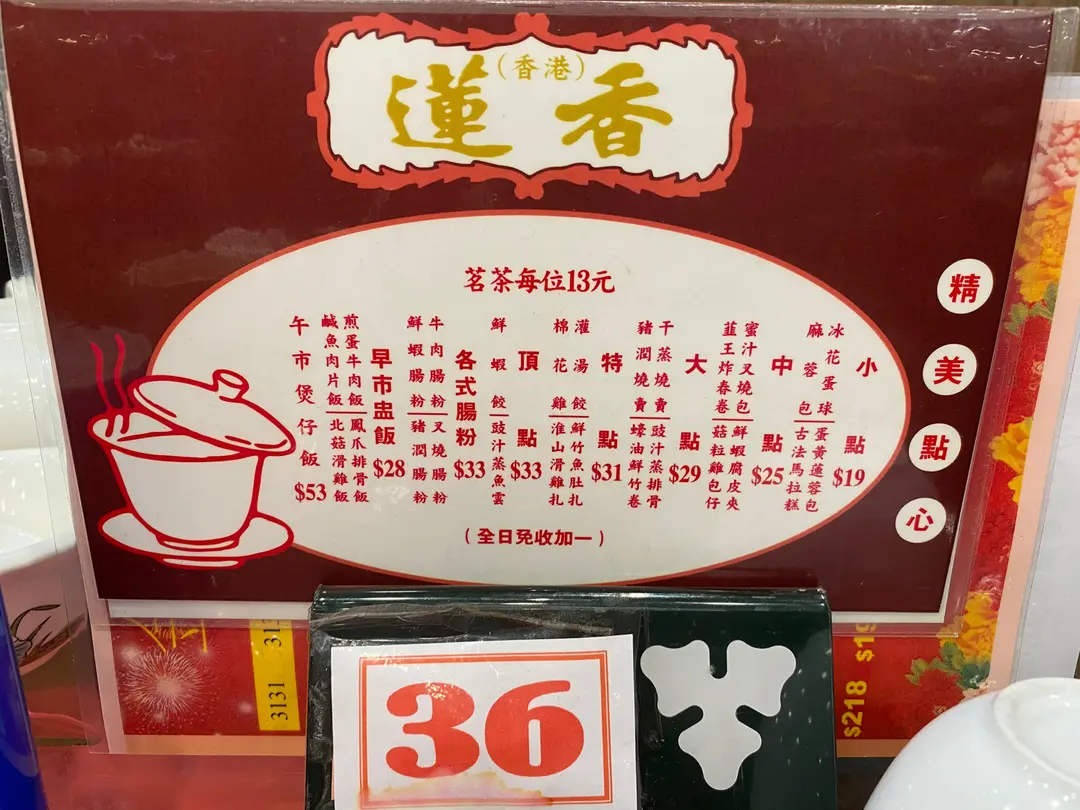 (香港)
蓮香
茗茶每位13元
精美點心
小點 $19
冰花蛋球 蛋黃蓮蓉包
麻蓉包 古法馬拉糕
中點 $25
蜜汁叉燒包 鮮蝦腐皮夾
韮王炸春卷 菇粒雞包仔
大點 $29
干蒸燒賣 豉汁蒸排骨
豬潤燒賣 蠔油鮮竹卷
特點 $31
灌湯餃 鮮竹魚肚扎
棉花雞 淮山滑雞扎
頂點 $33
鮮蝦餃 豉汁蒸魚雲
各式腸粉 $33
牛肉腸粉 叉燒腸粉
鮮蝦腸粉 豬潤腸粉
早市盅飯 $28
煎蛋牛肉飯 鳳爪排骨飯
鹹魚肉片飯 北菇滑雞飯
午市煲仔飯 $53
(全日免收加一)
3131
36
$218